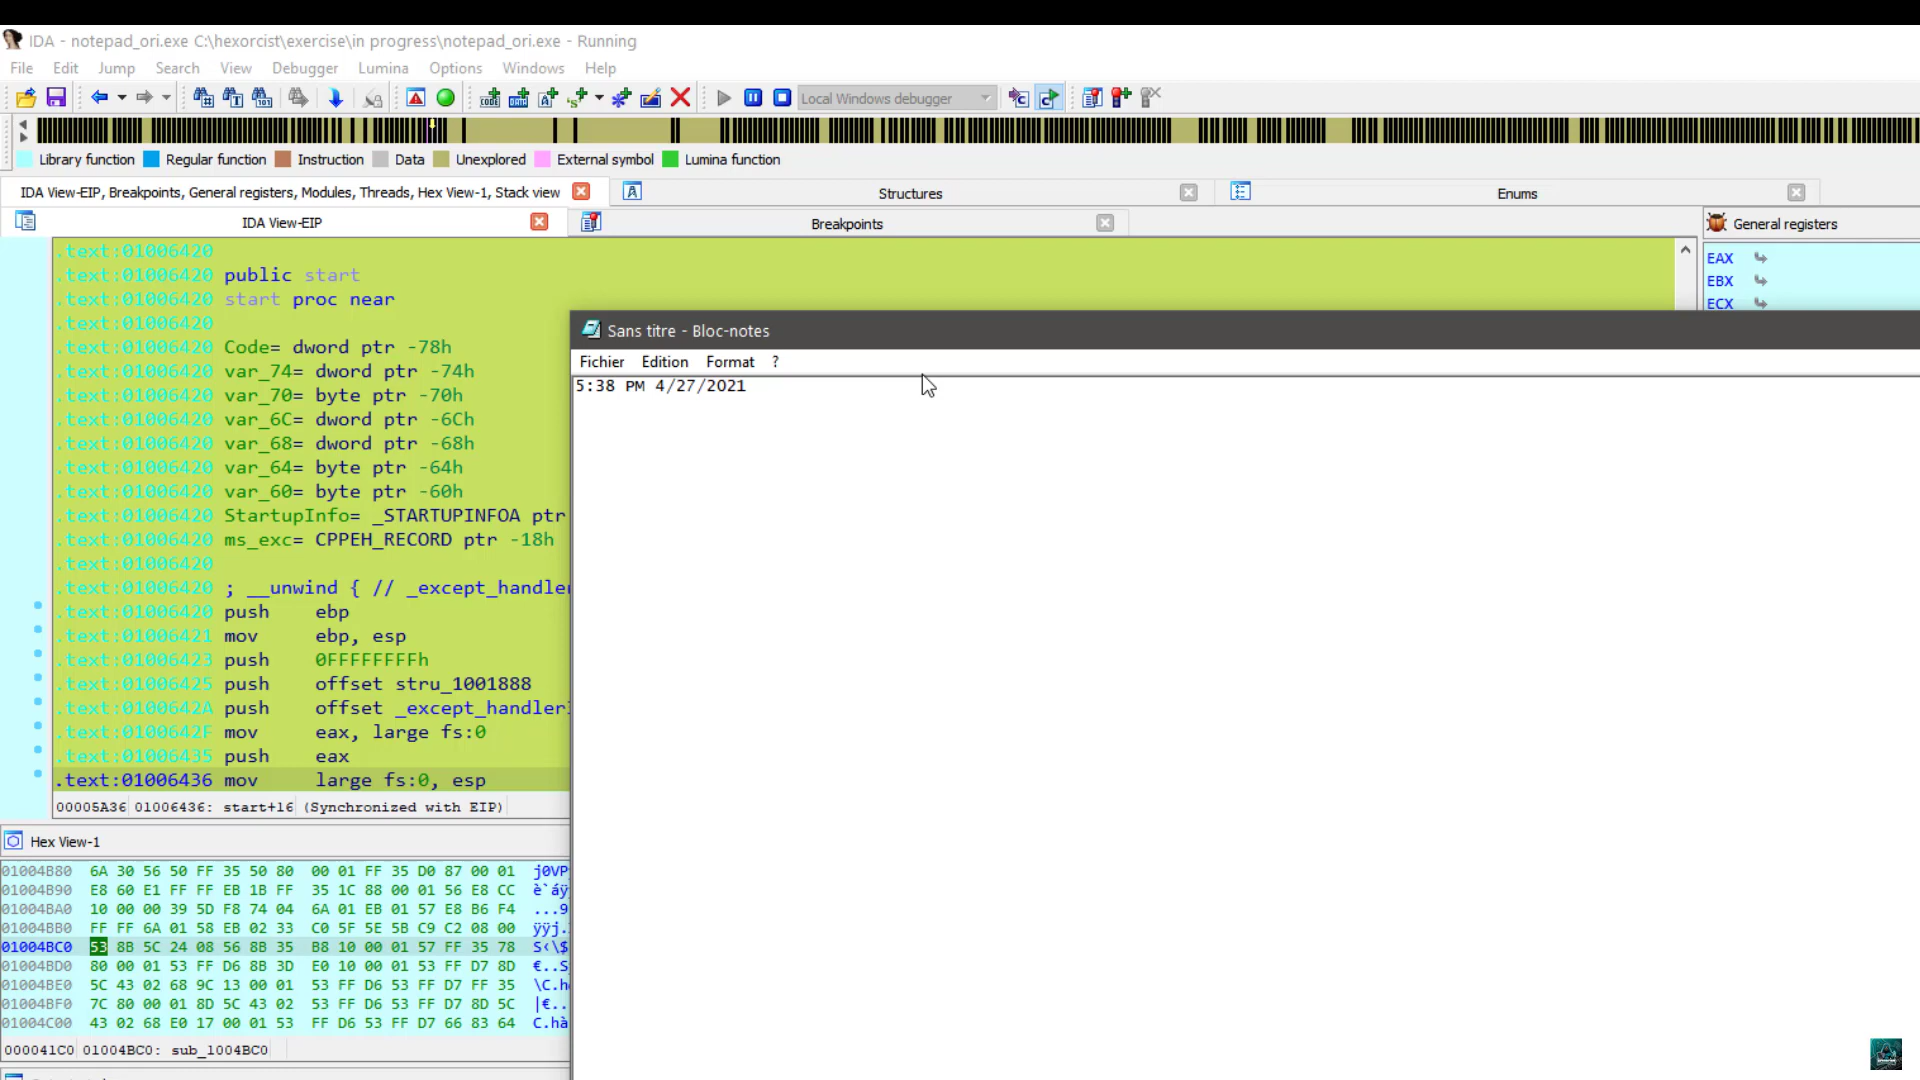 IDA - notepad_ori.exe C:\hexorcist\exercise\in progress\notepad_ori.exe - Running
File Edit Jump Search View Debugger Lumina Options Windows Help
Local Windows debugger
Library function Regular function Instruction Data Unexplored External symbol Lumina function
IDA View-EIP, Breakpoints, General registers, Modules, Threads, Hex View-1, Stack view Structures Enums
IDA View-EIP Breakpoints General registers
.text:01006420
.text:01006420 public start
.text:01006420 start proc near
.text:01006420
.text:01006420 Code= dword ptr -78h
.text:01006420 var_74= dword ptr -74h
.text:01006420 var_70= byte ptr -70h
.text:01006420 var_6C= dword ptr -6Ch
.text:01006420 var_68= dword ptr -68h
.text:01006420 var_64= byte ptr -64h
.text:01006420 var_60= byte ptr -60h
.text:01006420 StartupInfo= _STARTUPINFOA ptr
.text:01006420 ms_exc= CPPEH_RECORD ptr -18h
.text:01006420
.text:01006420 ; __unwind { // _except_handler
.text:01006420 push ebp
.text:01006421 mov ebp, esp
.text:01006423 push 0FFFFFFFFh
.text:01006425 push offset stru_1001888
.text:0100642A push offset _except_handler
.text:0100642F mov eax, large fs:0
.text:01006435 push eax
.text:01006436 mov large fs:0, esp
00005A36 01006436: start+16 (Synchronized with EIP)
EAX
EBX
ECX
Sans titre - Bloc-notes
Fichier Edition Format ?
5:38 PM 4/27/2021
Hex View-1
01004B80 6A 30 56 50 FF 35 50 80 00 01 FF 35 D0 87 00 01 j0VP
01004B90 E8 60 E1 FF FF EB 1B FF 35 1C 88 00 01 56 E8 CC è`áÿ
01004BA0 10 00 00 39 5D F8 74 04 6A 01 EB 01 57 E8 B6 F4 ...9
01004BB0 FF FF 6A 01 58 EB 02 33 C0 5F 5E 5B C9 C2 08 00 ÿÿj.
01004BC0 53 8B 5C 24 08 56 8B 35 B8 10 00 01 57 FF 35 78 S‹\$
01004BD0 80 00 01 53 FF D6 8B 3D E0 10 00 01 53 FF D7 8D €..S
01004BE0 5C 43 02 68 9C 13 00 01 53 FF D6 53 FF D7 FF 35 \C.h
01004BF0 7C 80 00 01 8D 5C 43 02 53 FF D6 53 FF D7 8D 5C |€..
01004C00 43 02 68 E0 17 00 01 53 FF D6 53 FF D7 66 83 64 C.hà
000041C0 01004BC0: sub_1004BC0